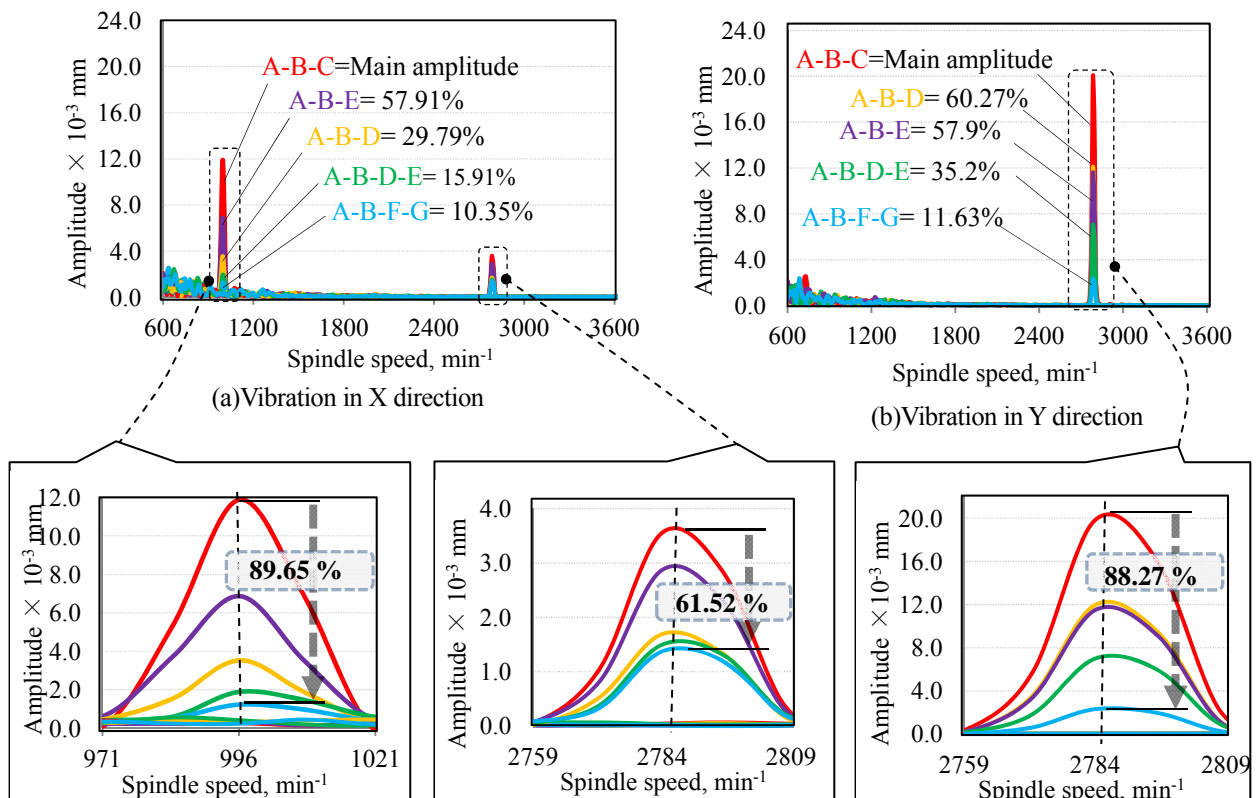 24.0
20.0
16.0
12.0
8.0
4.0
0.0
Amplitude × 10⁻³ mm
A-B-C=Main amplitude
A-B-E= 57.91%
A-B-D= 29.79%
A-B-D-E= 15.91%
A-B-F-G= 10.35%
600 1200 1800 2400 3000 3600
Spindle speed, min⁻¹
(a)Vibration in X direction
24.0
20.0
16.0
12.0
8.0
4.0
0.0
Amplitude × 10⁻³ mm
A-B-C=Main amplitude
A-B-D= 60.27%
A-B-E= 57.9%
A-B-D-E= 35.2%
A-B-F-G= 11.63%
600 1200 1800 2400 3000 3600
Spindle speed, min⁻¹
(b)Vibration in Y direction
12.0
10.0
8.0
6.0
4.0
2.0
0.0
Amplitude × 10⁻³ mm
89.65 %
971 996 1021
Spindle speed, min⁻¹
4.0
3.0
2.0
1.0
0.0
Amplitude × 10⁻³ mm
61.52 %
2759 2784 2809
Spindle speed, min⁻¹
20.0
16.0
12.0
8.0
4.0
0.0
Amplitude ×10⁻³ mm
88.27 %
2759 2784 2809
Spindle speed, min⁻¹